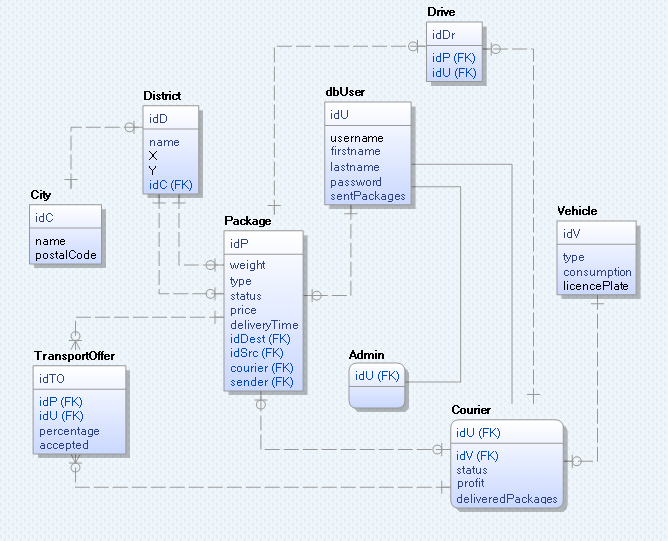 Drive
idDr
idP (FK)
idU (FK)
dbUser
idU
username
firstname
lastname
password
sentPackages
District
idD
name
X
Y
idC (FK)
City
idC
name
postalCode
Package
idP
weight
type
status
price
deliveryTime
idDest (FK)
idSrc (FK)
courier (FK)
sender (FK)
Vehicle
idV
type
consumption
licencePlate
TransportOffer
idTO
idP (FK)
idU (FK)
percentage
accepted
Admin
idU (FK)
Courier
idU (FK)
idV (FK)
status
profit
deliveredPackages